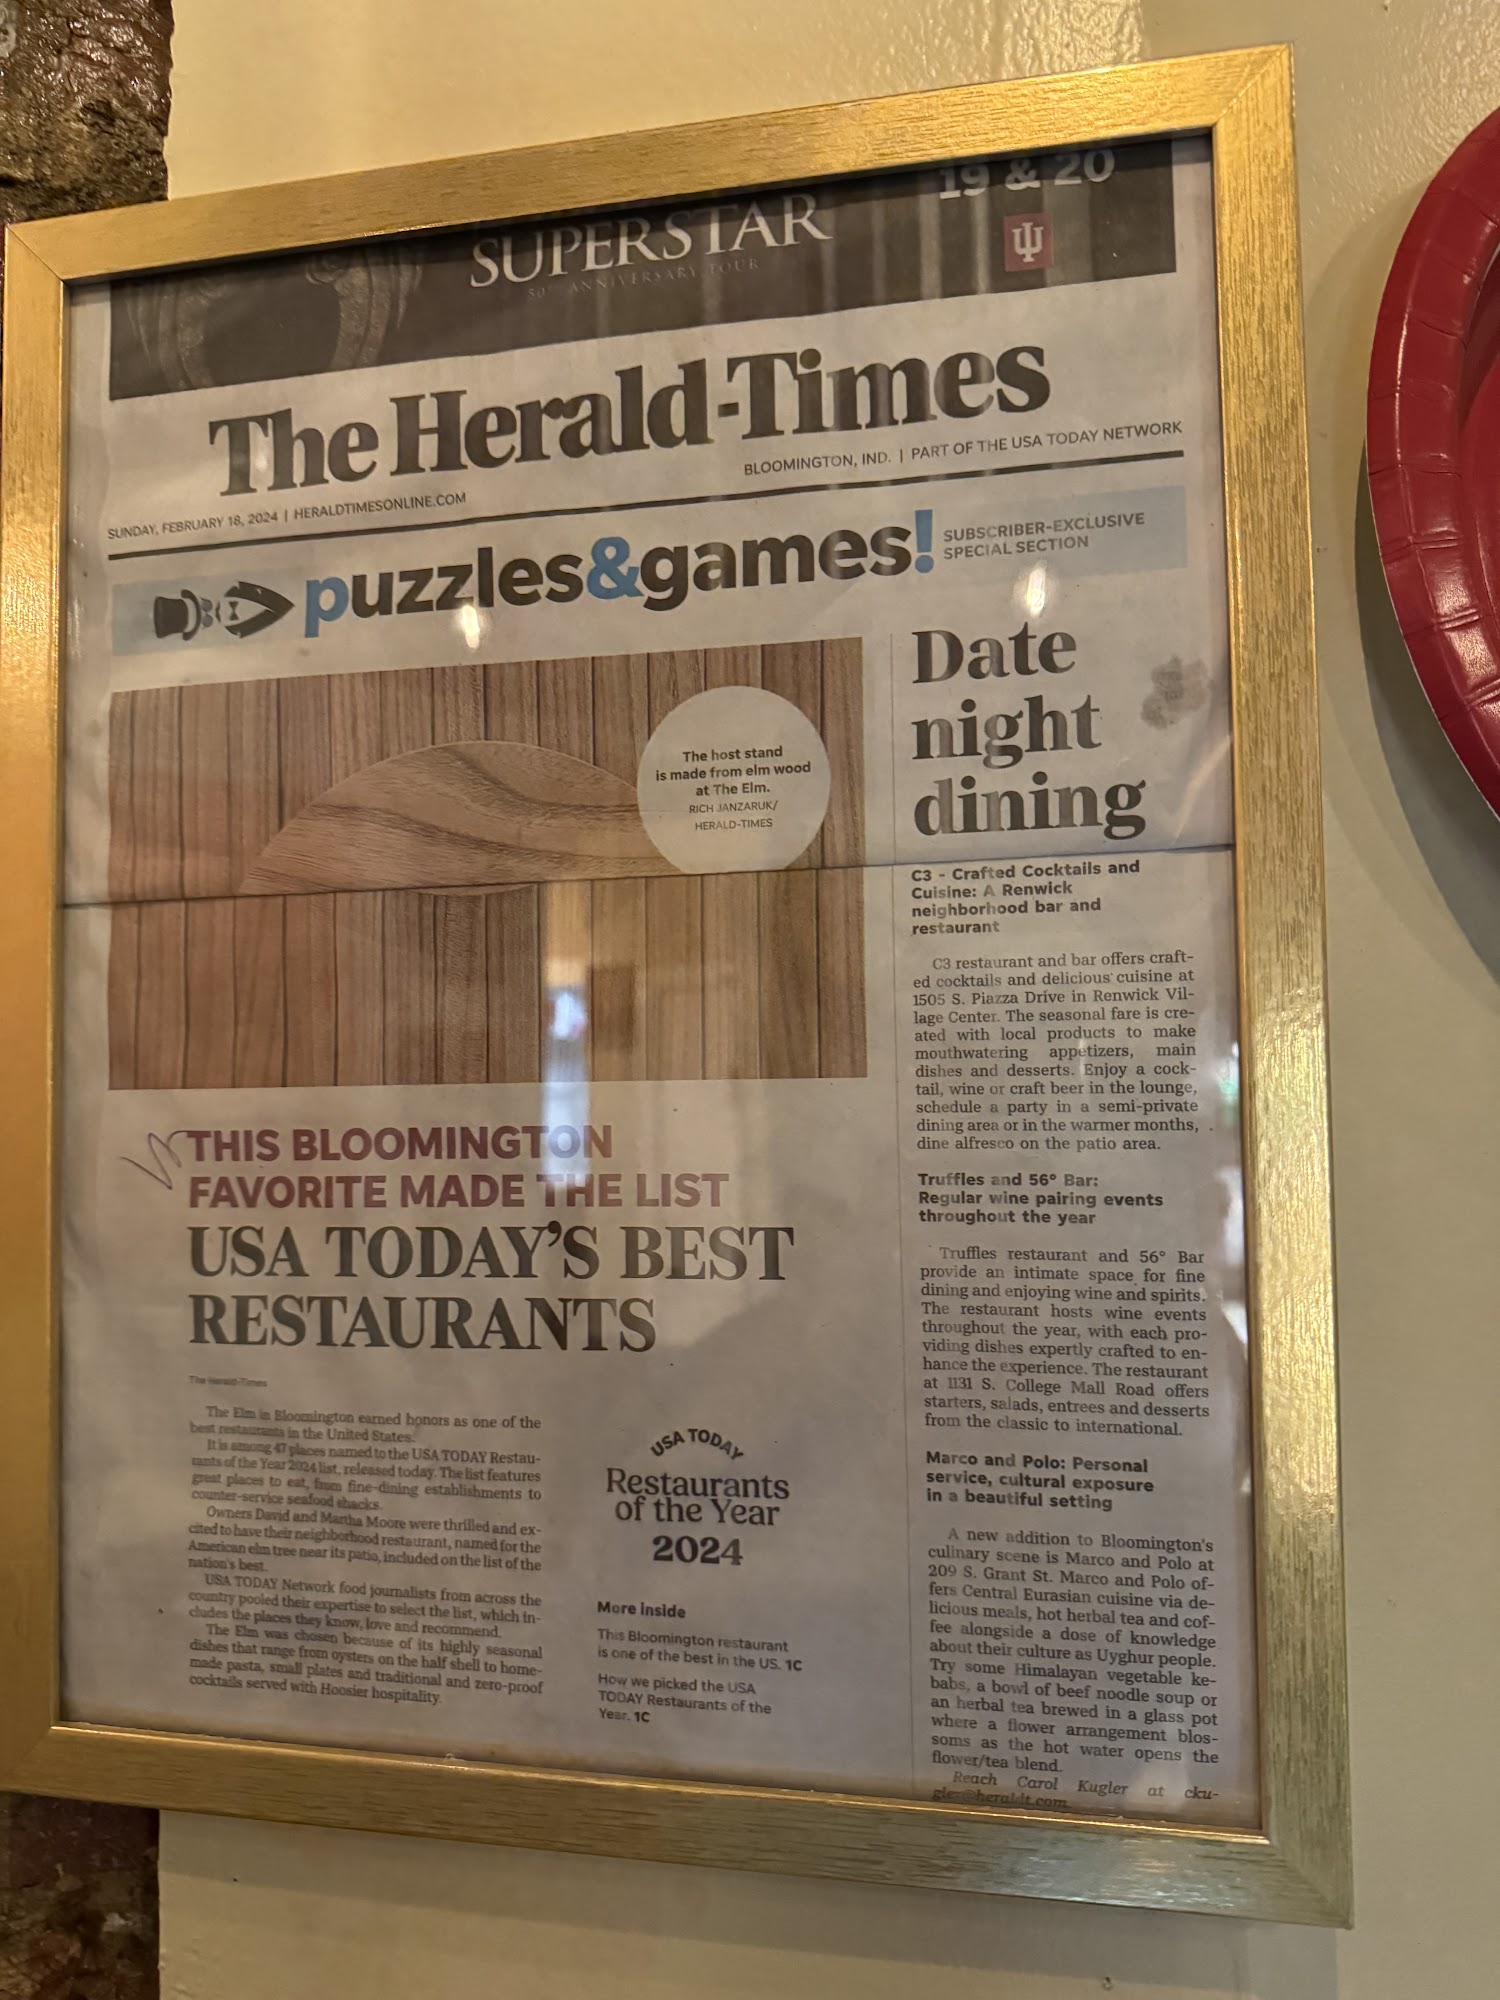 19 & 20
SUPERSTAR
50TH ANNIVERSARY TOUR
The Herald-Times
SUNDAY, FEBRUARY 18, 2024 | HERALDTIMESONLINE.COM
BLOOMINGTON, IND. | PART OF THE USA TODAY NETWORK
puzzles&games!
SUBSCRIBER-EXCLUSIVE
SPECIAL SECTION
The host stand
is made from elm wood
at The Elm.
RICH JANZARUK/
HERALD-TIMES
THIS BLOOMINGTON
FAVORITE MADE THE LIST
USA TODAY'S BEST
RESTAURANTS
The Herald-Times
The Elm in Bloomington earned honors as one of the
best restaurants in the United States.
It is among 47 places named to the USA TODAY Restau-
rants of the Year 2024 list, released today. The list features
great places to eat, from fine-dining establishments to
counter-service seafood shacks.
Owners David and Martha Moore were thrilled and ex-
cited to have their neighborhood restaurant, named for the
American elm tree near its patio, included on the list of the
nation's best.
USA TODAY Network food journalists from across the
country pooled their expertise to select the list, which in-
cludes the places they know, love and recommend.
The Elm was chosen because of its highly seasonal
dishes that range from oysters on the half shell to home-
made pasta, small plates and traditional and zero-proof
cocktails served with Hoosier hospitality.
USA TODAY
Restaurants
of the Year
2024
More inside
This Bloomington restaurant
is one of the best in the US. 1C
How we picked the USA
TODAY Restaurants of the
Year. 1C
Date
night
dining
C3 - Crafted Cocktails and
Cuisine: A Renwick
neighborhood bar and
restaurant
C3 restaurant and bar offers craft-
ed cocktails and delicious cuisine at
1505 S. Piazza Drive in Renwick Vil-
lage Center. The seasonal fare is cre-
ated with local products to make
mouthwatering appetizers, main
dishes and desserts. Enjoy a cock-
tail, wine or craft beer in the lounge,
schedule a party in a semi-private
dining area or in the warmer months,
dine alfresco on the patio area.
Truffles and 56° Bar:
Regular wine pairing events
throughout the year
Truffles restaurant and 56° Bar
provide an intimate space for fine
dining and enjoying wine and spirits.
The restaurant hosts wine events
throughout the year, with each pro-
viding dishes expertly crafted to en-
hance the experience. The restaurant
at 1131 S. College Mall Road offers
starters, salads, entrees and desserts
from the classic to international.
Marco and Polo: Personal
service, cultural exposure
in a beautiful setting
A new addition to Bloomington's
culinary scene is Marco and Polo at
209 S. Grant St. Marco and Polo of-
fers Central Eurasian cuisine via de-
licious meals, hot herbal tea and cof-
fee alongside a dose of knowledge
about their culture as Uyghur people.
Try some Himalayan vegetable ke-
babs, a bowl of beef noodle soup or
an herbal tea brewed in a glass pot
where a flower arrangement blos-
soms as the hot water opens the
flower/tea blend.
Reach Carol Kugler at cku-
gler@heraldt.com.